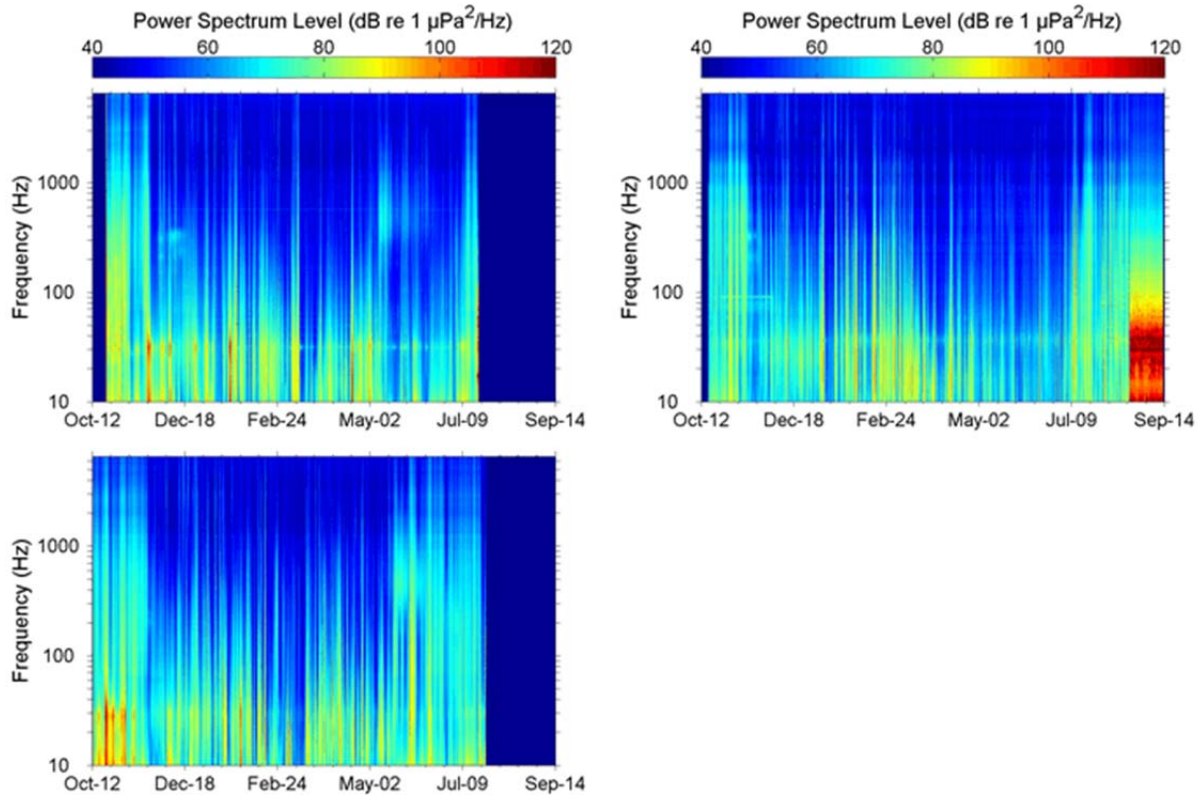 Power Spectrum Level (dB re 1 µPa²/Hz)
40 60 80 100 120
Frequency (Hz)
1000
100
10
Oct-12 Dec-18 Feb-24 May-02 Jul-09 Sep-14
Power Spectrum Level (dB re 1 µPa²/Hz)
40 60 80 100 120
Frequency (Hz)
1000
100
10
Oct-12 Dec-18 Feb-24 May-02 Jul-09 Sep-14
Frequency (Hz)
1000
100
10
Oct-12 Dec-18 Feb-24 May-02 Jul-09 Sep-14